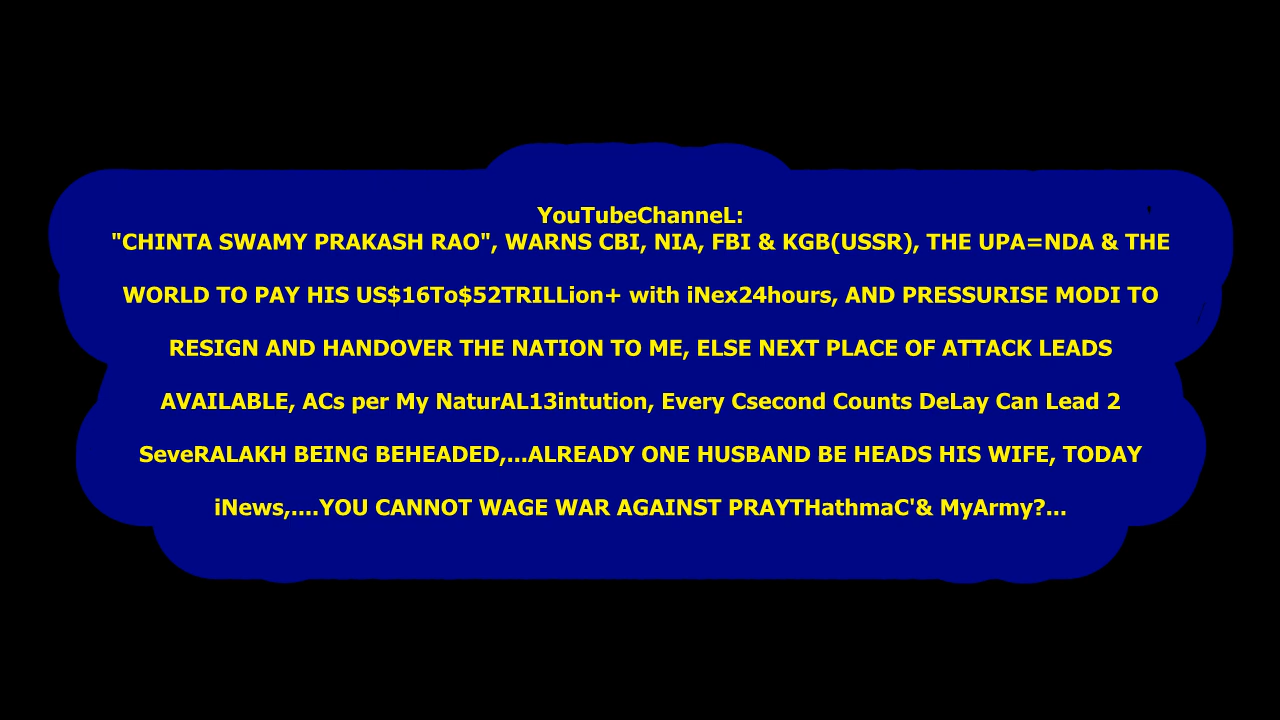 YouTubeChanneL:
"CHINTA SWAMY PRAKASH RAO", WARNS CBI, NIA, FBI & KGB(USSR), THE UPA=NDA & THE
WORLD TO PAY HIS US$16To$52TRILLion+ with iNex24hours, AND PRESSURISE MODI TO
RESIGN AND HANDOVER THE NATION TO ME, ELSE NEXT PLACE OF ATTACK LEADS
AVAILABLE, ACs per My NaturAL13intution, Every Csecond Counts DeLay Can Lead 2
SeveRALAKH BEING BEHEADED,...ALREADY ONE HUSBAND BE HEADS HIS WIFE, TODAY
iNews,....YOU CANNOT WAGE WAR AGAINST PRAYTHathmaC'& MyArmy?...